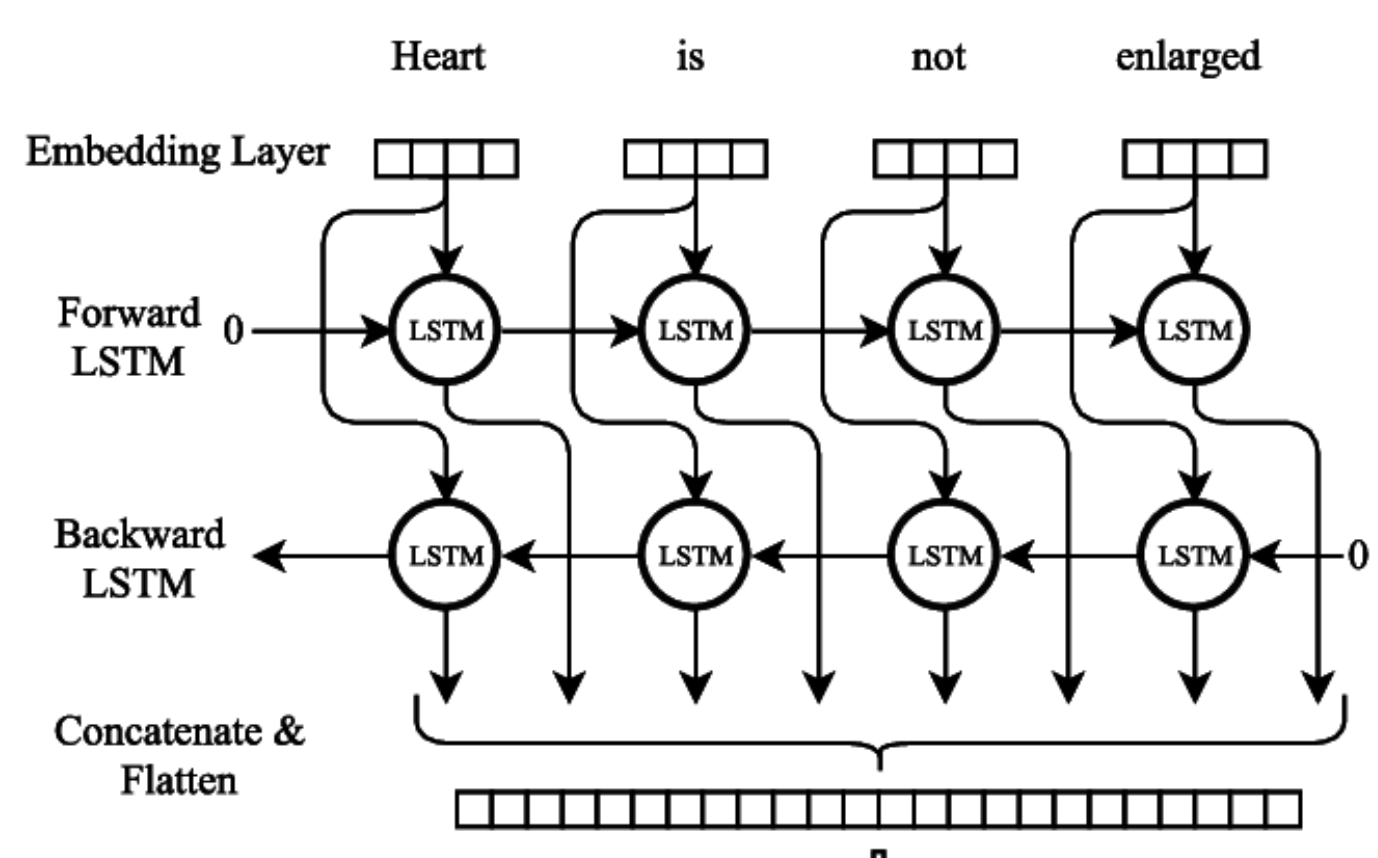 Heart is not enlarged
Embedding Layer
Forward
LSTM
0 LSTM LSTM LSTM LSTM
Backward
LSTM
LSTM LSTM LSTM LSTM 0
Concatenate &
Flatten